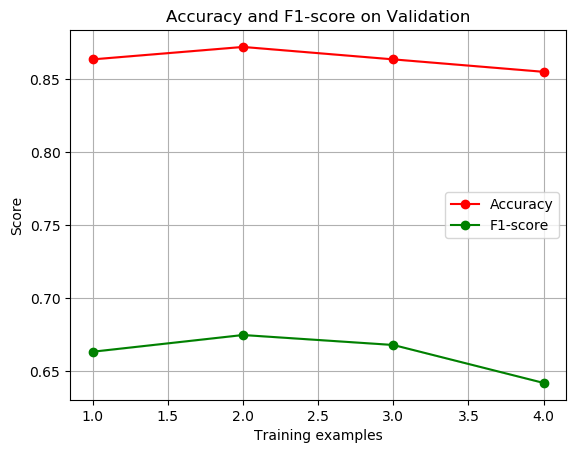 Accuracy and F1-score on Validation
Score
0.85
0.80
0.75
0.70
0.65
Accuracy
F1-score
1.0 1.5 2.0 2.5 3.0 3.5 4.0
Training examples